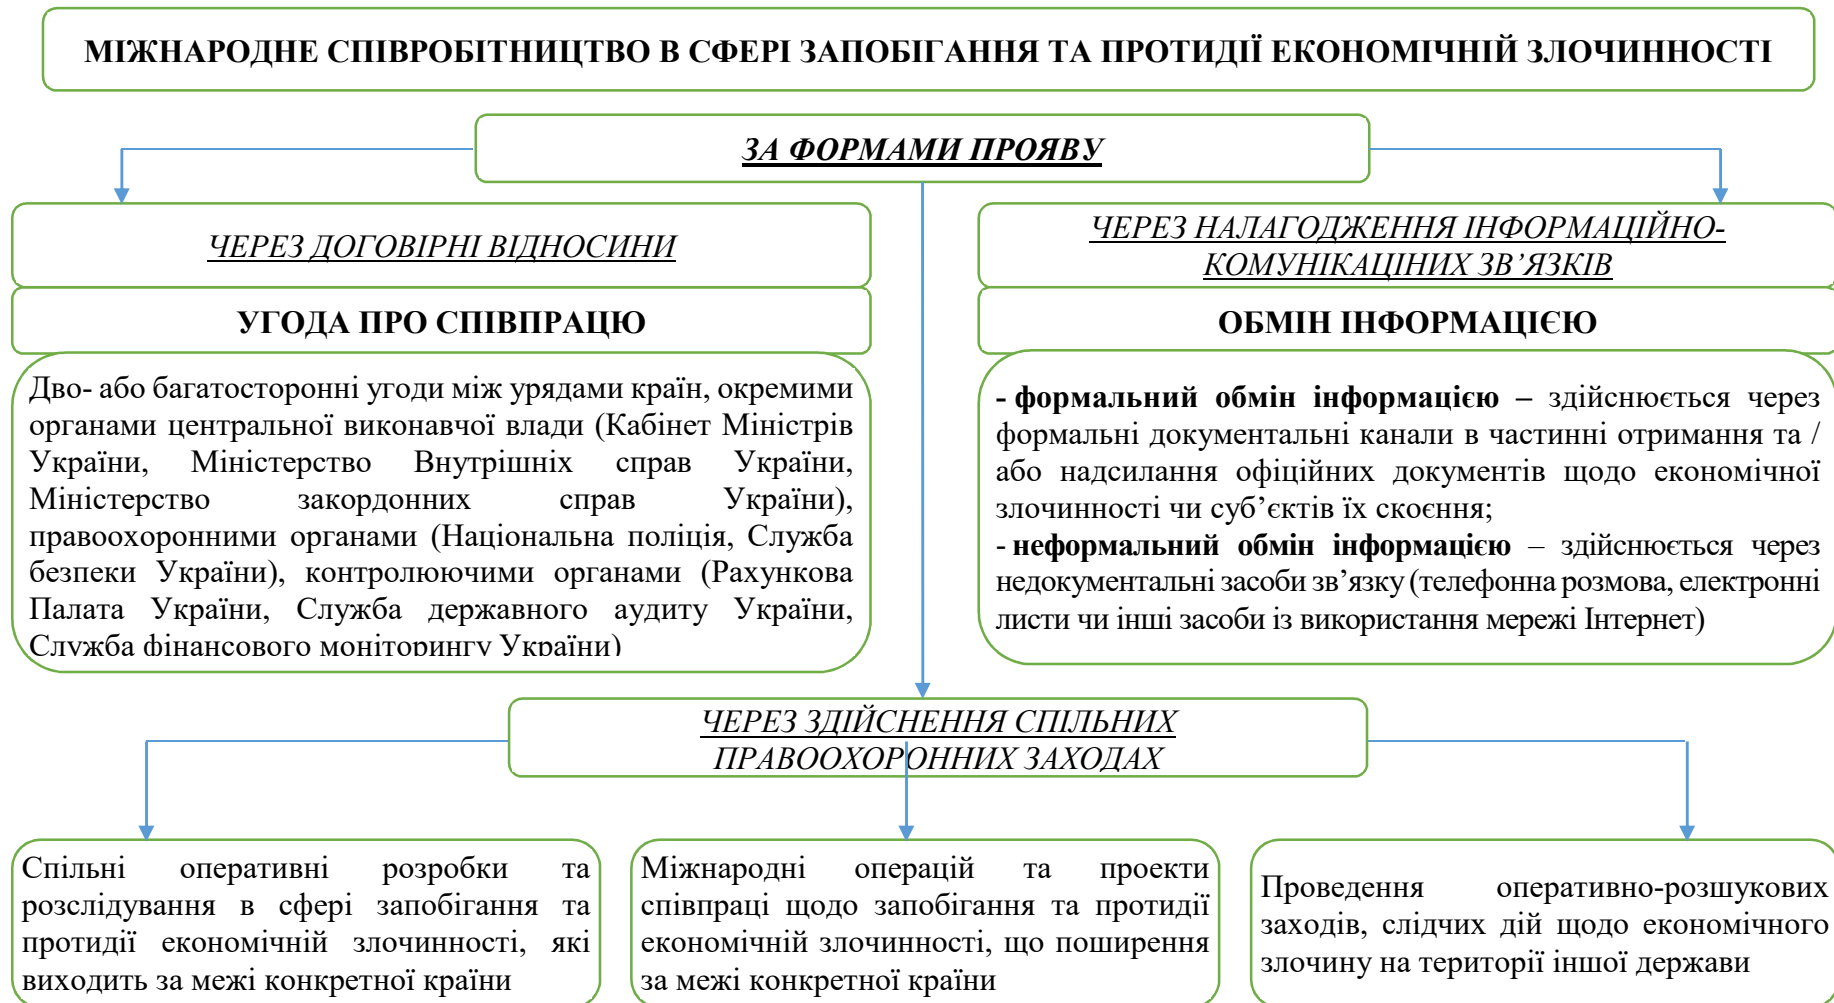 МІЖНАРОДНЕ СПІВРОБІТНИЦТВО В СФЕРІ ЗАПОБІГАННЯ ТА ПРОТИДІЇ ЕКОНОМІЧНІЙ ЗЛОЧИННОСТІ
ЗА ФОРМАМИ ПРОЯВУ
ЧЕРЕЗ ДОГОВІРНІ ВІДНОСИНИ
УГОДА ПРО СПІВПРАЦЮ
Дво- або багатосторонні угоди між урядами країн, окремими
органами центральної виконавчої влади (Кабінет Міністрів
України, Міністерство Внутрішніх справ України,
Міністерство закордонних справ України),
правоохоронними органами (Національна поліція, Служба
безпеки України), контролюючими органами (Рахункова
Палата України, Служба державного аудиту України,
Служба фінансового моніторингу України)
ЧЕРЕЗ НАЛАГОДЖЕННЯ ІНФОРМАЦІЙНО-
КОМУНІКАЦІНИХ ЗВ’ЯЗКІВ
ОБМІН ІНФОРМАЦІЄЮ
- формальний обмін інформацією – здійснюється через
формальні документальні канали в частинні отримання та /
або надсилання офіційних документів щодо економічної
злочинності чи суб’єктів їх скоєння;
- неформальний обмін інформацією – здійснюється через
недокументальні засоби зв’язку (телефонна розмова, електронні
листи чи інші засоби із використання мережі Інтернет)
ЧЕРЕЗ ЗДІЙСНЕННЯ СПІЛЬНИХ
ПРАВООХОРОННИХ ЗАХОДАХ
Спільні оперативні розробки та
розслідування в сфері запобігання та
протидії економічній злочинності, які
виходить за межі конкретної країни
Міжнародні операцій та проекти
співпраці щодо запобігання та протидії
економічній злочинності, що поширення
за межі конкретної країни
Проведення оперативно-розшукових
заходів, слідчих дій щодо економічного
злочину на території іншої держави